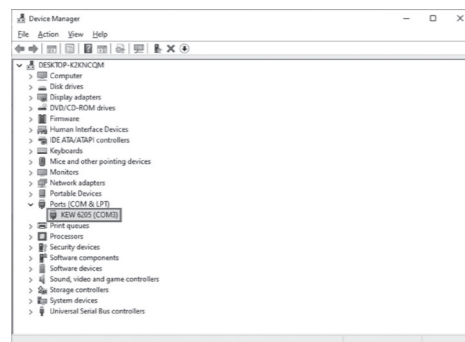 Device Manager
File Action View Help
DESKTOP-K2KNCQM
Computer
Disk drives
Display adapters
DVD/CD-ROM drives
Firmware
Human Interface Devices
IDE ATA/ATAPI controllers
Keyboards
Mice and other pointing devices
Monitors
Network adapters
Portable Devices
Ports (COM & LPT)
KEW 6205 (COM3)
Print queues
Processors
Security devices
Software components
Software devices
Sound, video and game controllers
Storage controllers
System devices
Universal Serial Bus controllers